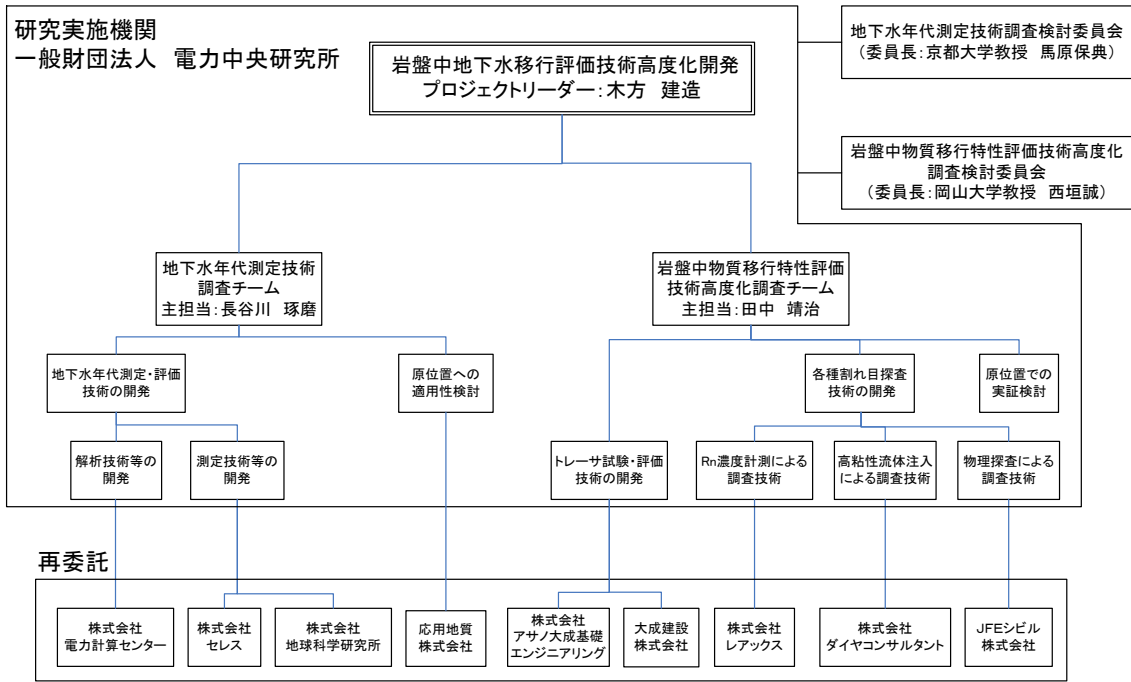 研究実施機関
一般財団法人　電力中央研究所
岩盤中地下水移行評価技術高度化開発
プロジェクトリーダー：木方　建造
地下水年代測定技術調査検討委員会
（委員長：京都大学教授　馬原保典）
岩盤中物質移行特性評価技術高度化
調査検討委員会
（委員長：岡山大学教授　西垣誠）
地下水年代測定技術
調査チーム
主担当：長谷川　琢磨
岩盤中物質移行特性評価
技術高度化調査チーム
主担当：田中　靖治
地下水年代測定・評価
技術の開発
原位置への
適用性検討
各種割れ目探査
技術の開発
原位置での
実証検討
解析技術等の
開発
測定技術等の
開発
トレーサ試験・評価
技術の開発
Rn濃度計測による
調査技術
高粘性流体注入
による調査技術
物理探査による
調査技術
再委託
株式会社
電力計算センター
株式会社
セレス
株式会社
地球科学研究所
応用地質
株式会社
株式会社
アサノ大成基礎
エンジニアリング
大成建設
株式会社
株式会社
レアックス
株式会社
ダイヤコンサルタント
JFEシビル
株式会社